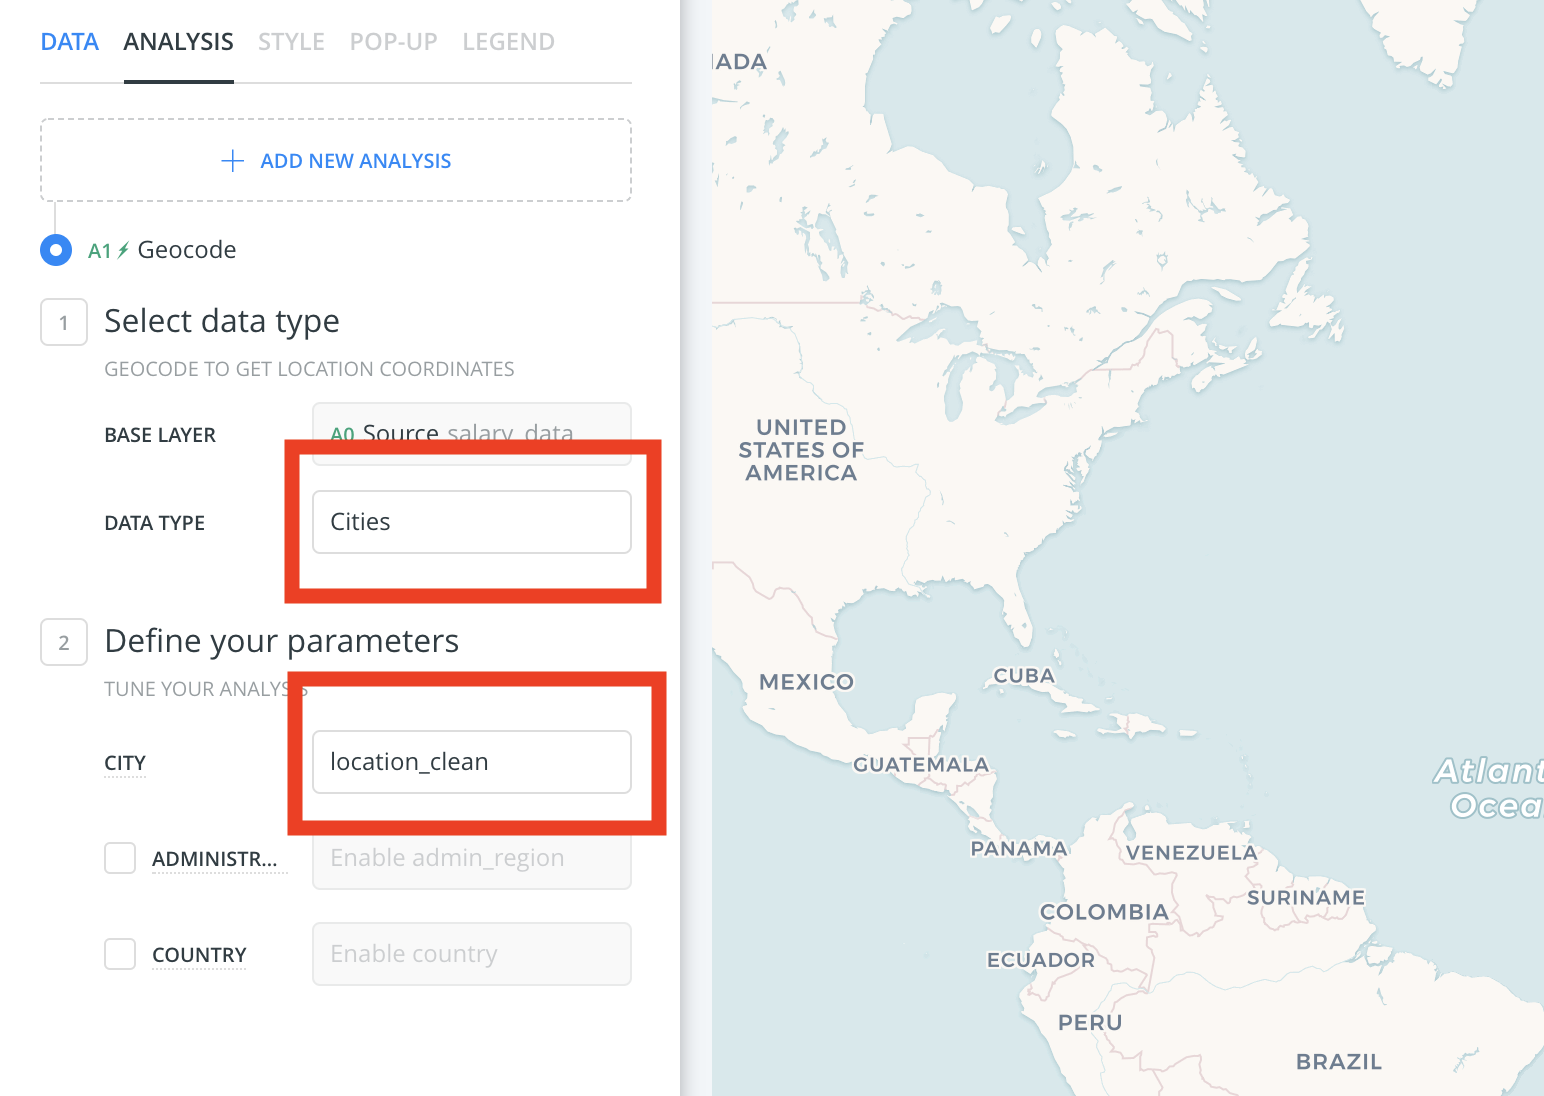 DATA ANALYSIS STYLE POP-UP LEGEND
ADD NEW ANALYSIS
A1 Geocode
1 Select data type
GEOCODE TO GET LOCATION COORDINATES
BASE LAYER A0 Source salary_data
DATA TYPE Cities
2 Define your parameters
TUNE YOUR ANALYSIS
CITY location_clean
ADMINISTR... Enable admin_region
COUNTRY Enable country
ADA
UNITED
STATES OF
AMERICA
MEXICO
CUBA
GUATEMALA
Atlant
Ocea
PANAMA
VENEZUELA
SURINAME
COLOMBIA
ECUADOR
PERU
BRAZIL